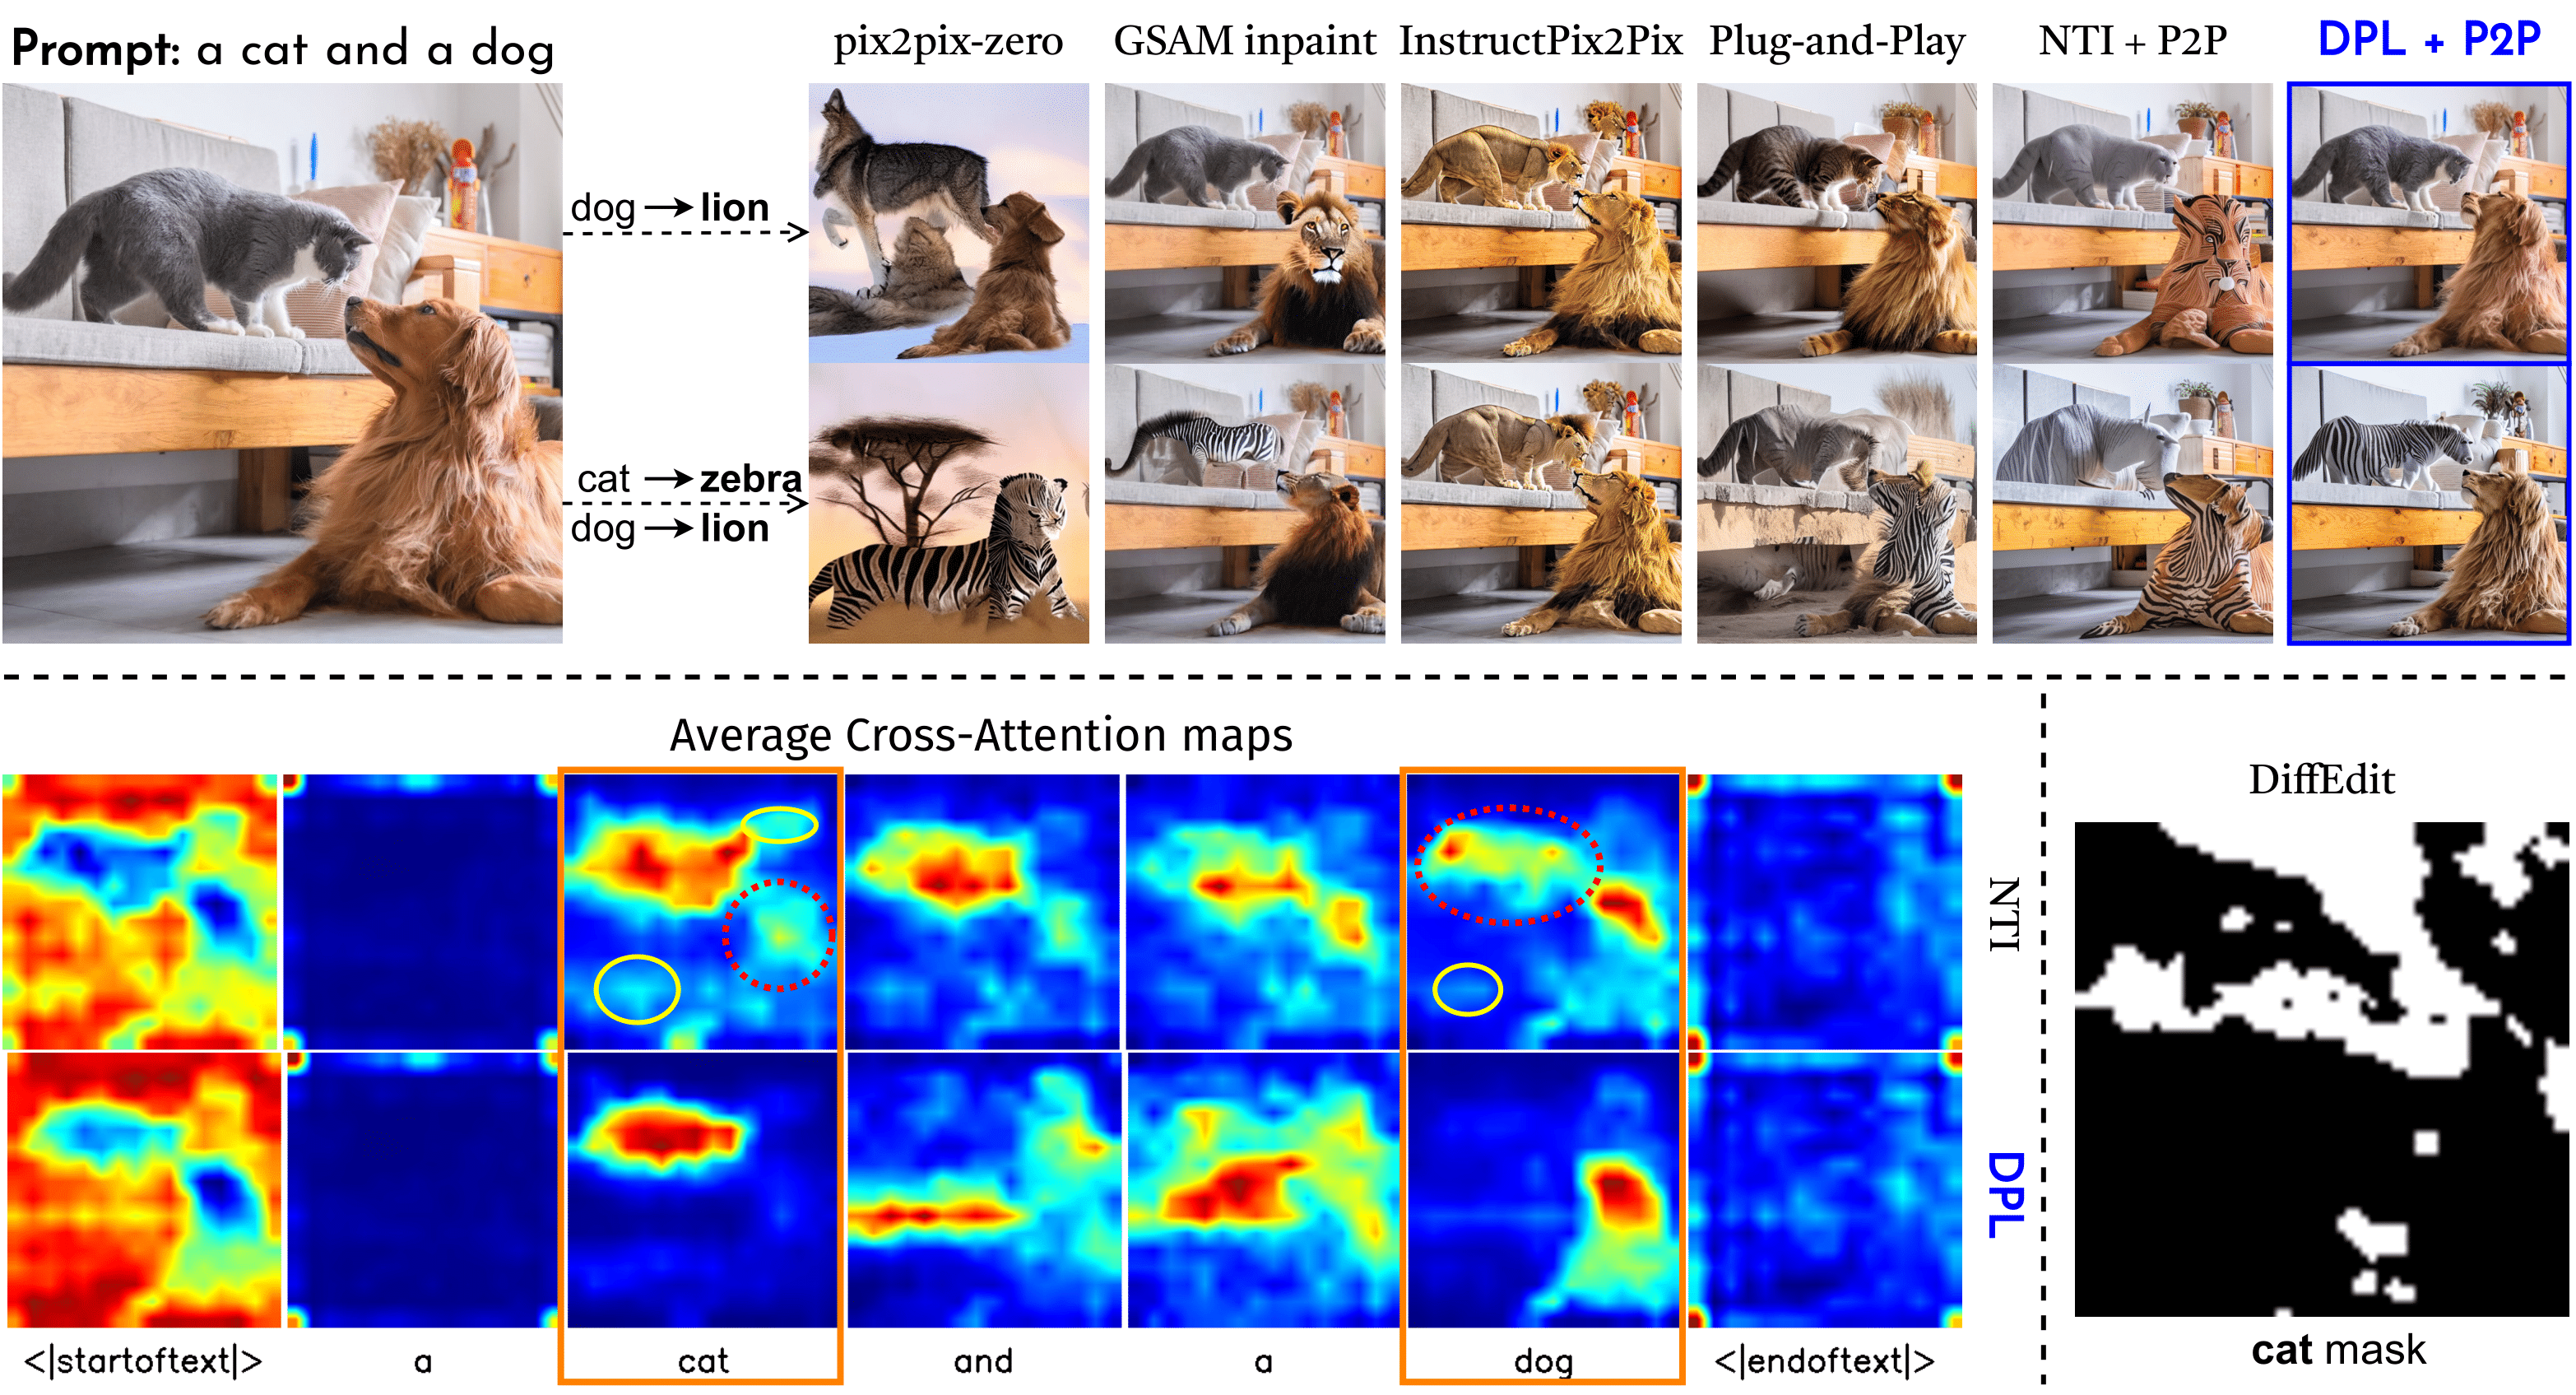 Prompt: a cat and a dog
pix2pix-zero
GSAM inpaint
InstructPix2Pix
Plug-and-Play
NTI + P2P
DPL + P2P
dog → lion
cat → zebra
dog → lion
Average Cross-Attention maps
NTI
DPL
<|startoftext|>
a
cat
and
a
dog
<|endoftext|>
DiffEdit
cat mask